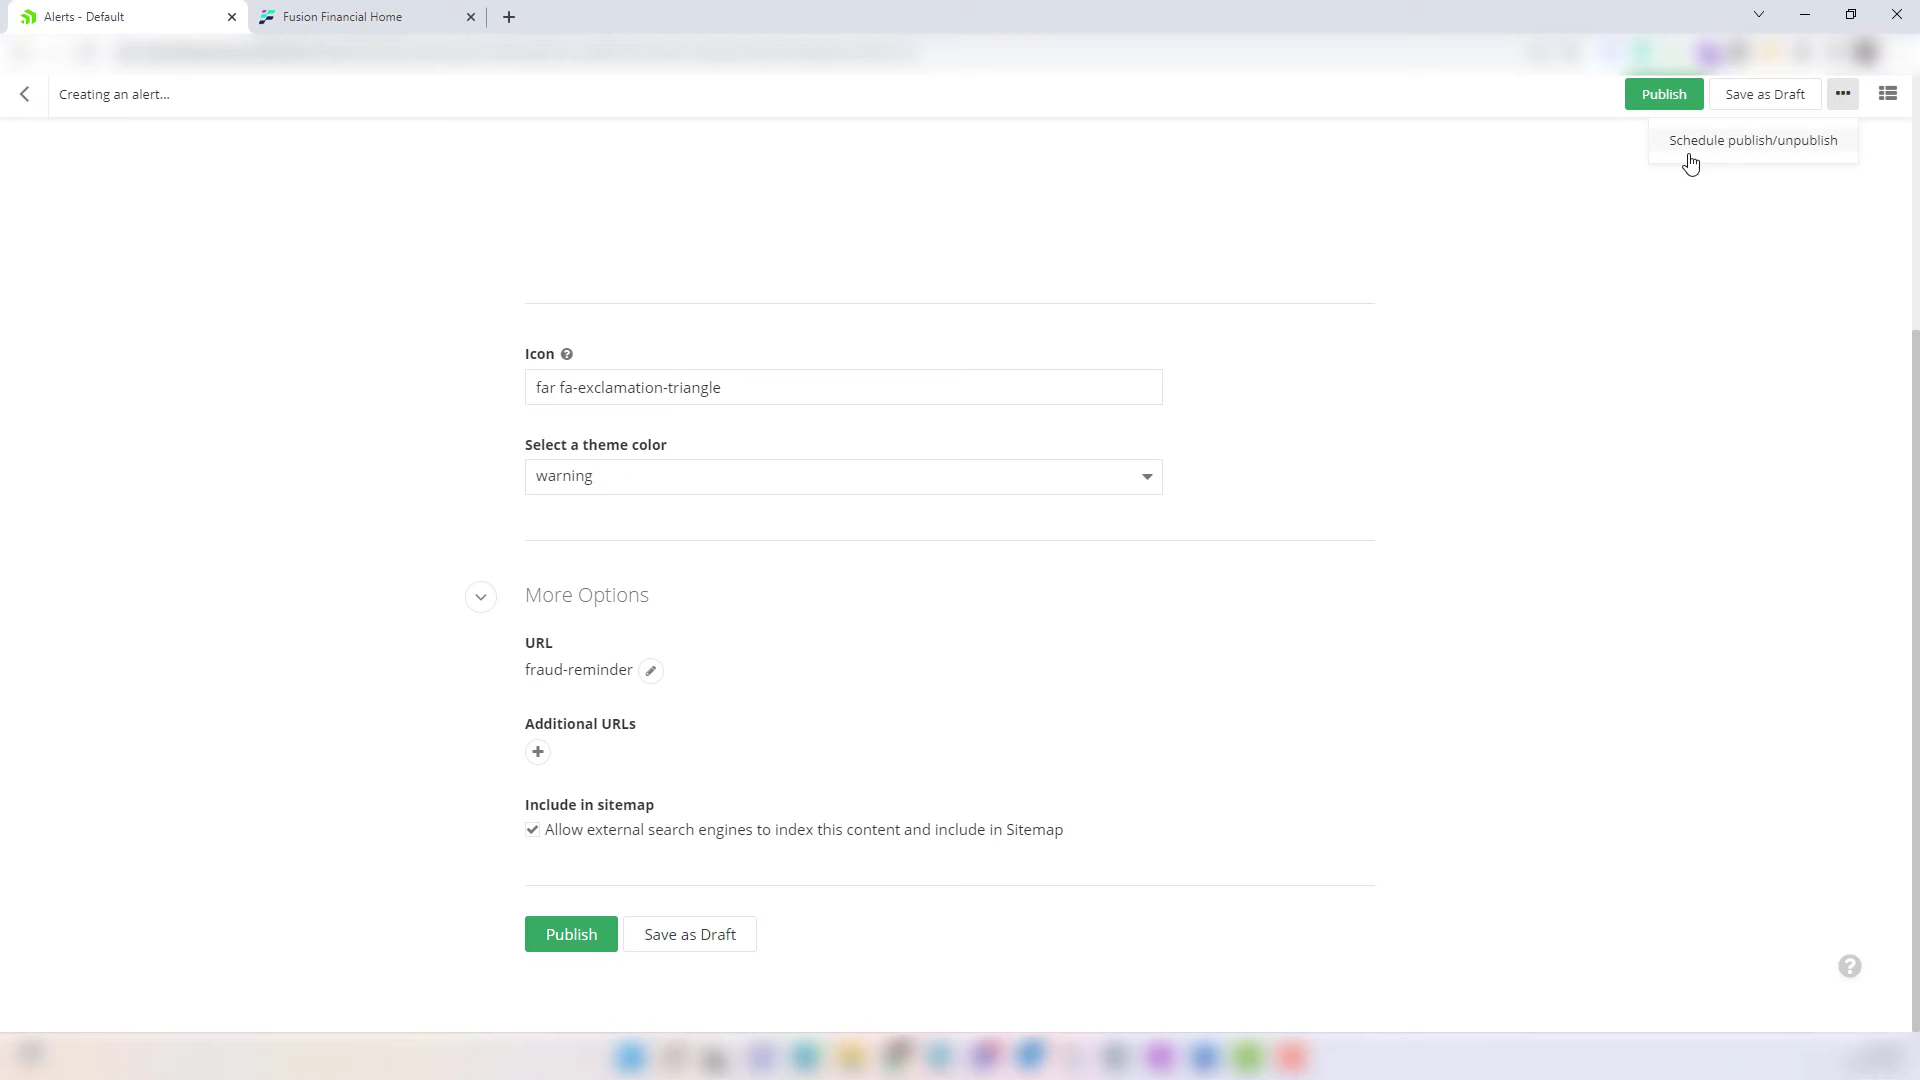 Alerts - Default
Fusion Financial Home
Creating an alert...
Publish
Save as Draft
Schedule publish/unpublish
Icon
far fa-exclamation-triangle
Select a theme color
warning
More Options
URL
fraud-reminder
Additional URLs
Include in sitemap
Allow external search engines to index this content and include in Sitemap
Publish
Save as Draft